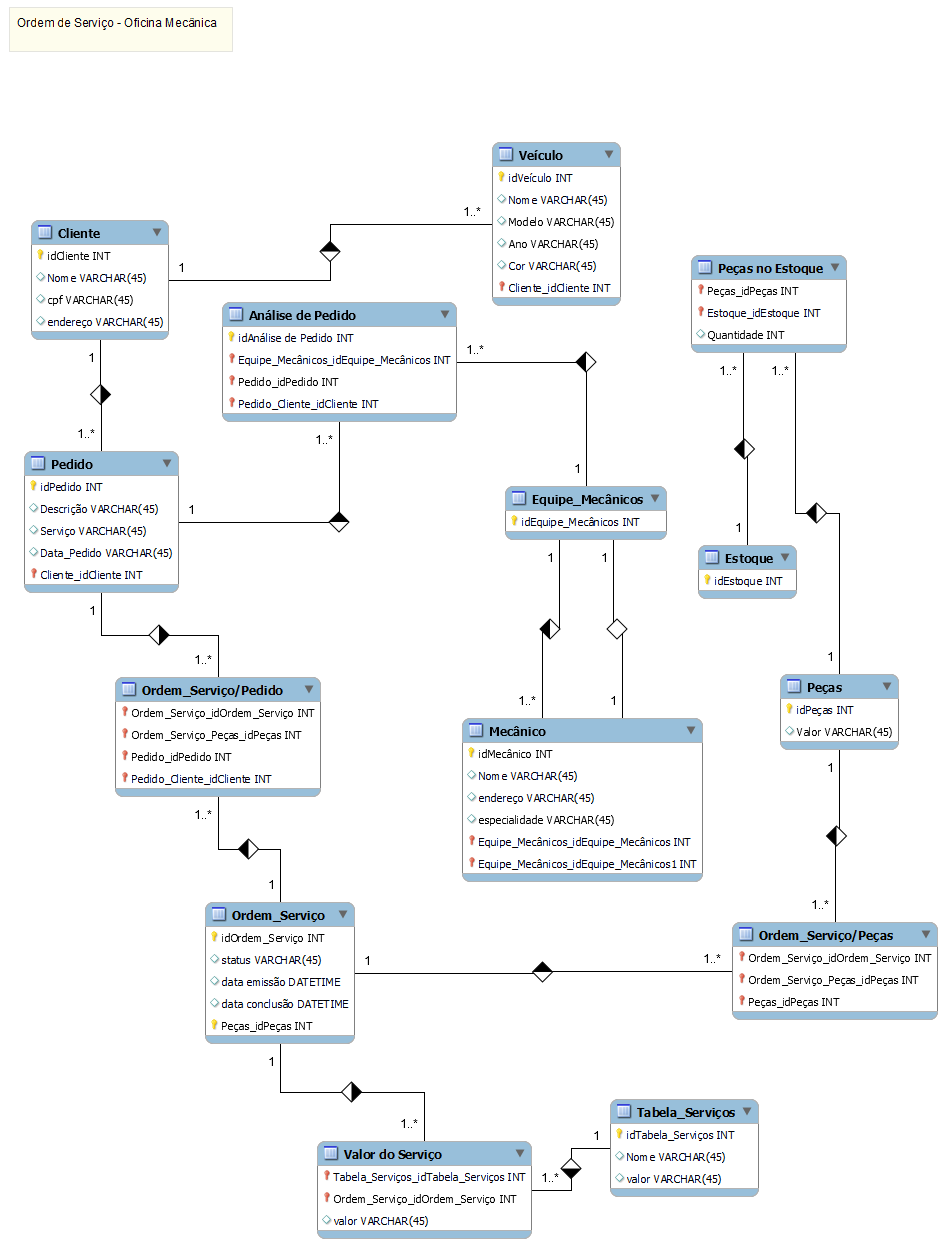 Ordem de Serviço - Oficina Mecânica
Veículo
idVeículo INT
Nome VARCHAR(45)
Modelo VARCHAR(45)
Ano VARCHAR(45)
Cor VARCHAR(45)
Cliente_idCliente INT
1..*
1
Cliente
idCliente INT
Nome VARCHAR(45)
cpf VARCHAR(45)
endereço VARCHAR(45)
1
1..*
Análise de Pedido
idAnálise de Pedido INT
Equipe_Mecânicos_idEquipe_Mecânicos INT
Pedido_idPedido INT
Pedido_Cliente_idCliente INT
1..*
1..*
1
Peças no Estoque
Peças_idPeças INT
Estoque_idEstoque INT
Quantidade INT
1..*
1..*
1
1
Pedido
idPedido INT
Descrição VARCHAR(45)
Serviço VARCHAR(45)
Data_Pedido VARCHAR(45)
Cliente_idCliente INT
1
1
1..*
Equipe_Mecânicos
idEquipe_Mecânicos INT
1
1
1..*
1
Estoque
idEstoque INT
Ordem_Serviço/Pedido
Ordem_Serviço_idOrdem_Serviço INT
Ordem_Serviço_Peças_idPeças INT
Pedido_idPedido INT
Pedido_Cliente_idCliente INT
1..*
1
Peças
idPeças INT
Valor VARCHAR(45)
1
1..*
Mecânico
idMecânico INT
Nome VARCHAR(45)
endereço VARCHAR(45)
especialidade VARCHAR(45)
Equipe_Mecânicos_idEquipe_Mecânicos INT
Equipe_Mecânicos_idEquipe_Mecânicos1 INT
Ordem_Serviço
idOrdem_Serviço INT
status VARCHAR(45)
data emissão DATETIME
data conclusão DATETIME
Peças_idPeças INT
1
1..*
1
1..*
Ordem_Serviço/Peças
Ordem_Serviço_idOrdem_Serviço INT
Ordem_Serviço_Peças_idPeças INT
Peças_idPeças INT
Valor do Serviço
Tabela_Serviços_idTabela_Serviços INT
Ordem_Serviço_idOrdem_Serviço INT
valor VARCHAR(45)
1..*
1
Tabela_Serviços
idTabela_Serviços INT
Nome VARCHAR(45)
valor VARCHAR(45)